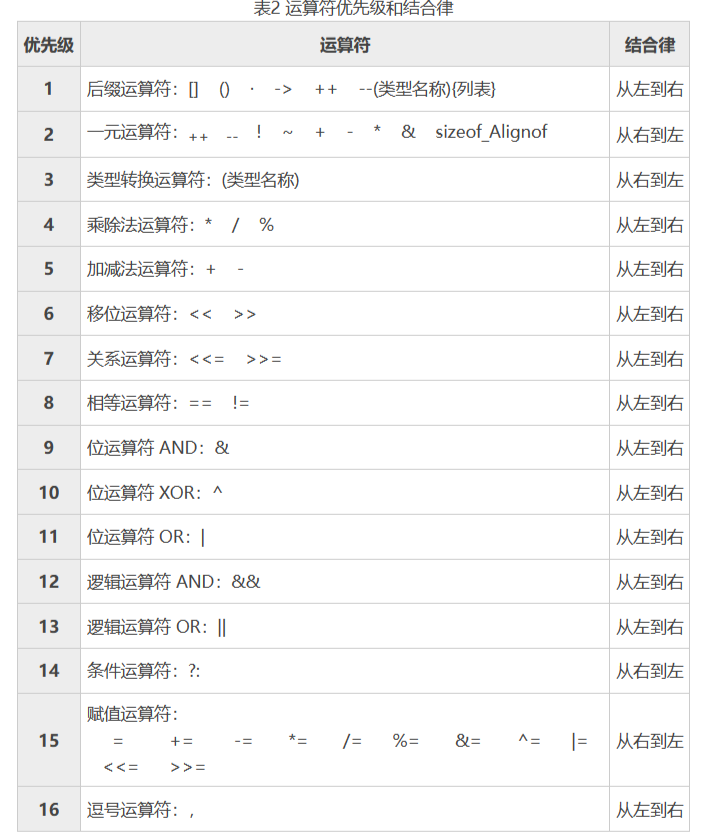 表2 运算符优先级和结合律
优先级 运算符 结合律
1 后缀运算符：[] () · -> ++ --(类型名称){列表} 从左到右
2 一元运算符：++ -- ! ~ + - * & sizeof_Alignof 从右到左
3 类型转换运算符：(类型名称) 从右到左
4 乘除法运算符：* / % 从左到右
5 加减法运算符：+ - 从左到右
6 移位运算符：<< >> 从左到右
7 关系运算符：<<= >>= 从左到右
8 相等运算符：== != 从左到右
9 位运算符 AND：& 从左到右
10 位运算符 XOR：^ 从左到右
11 位运算符 OR：| 从左到右
12 逻辑运算符 AND：&& 从左到右
13 逻辑运算符 OR：|| 从左到右
14 条件运算符：?: 从右到左
赋值运算符：
15 = += -= *= /= %= &= ^= |= 从右到左
<<= >>=
16 逗号运算符：, 从左到右